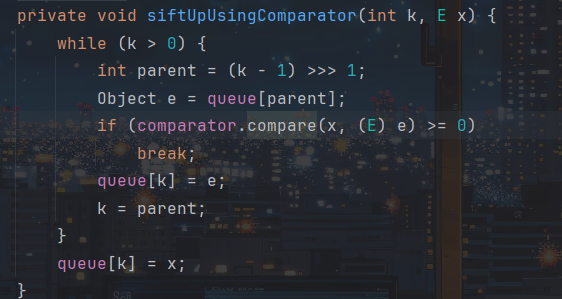 private void siftUpUsingComparator(int k, E x) {
    while (k > 0) {
        int parent = (k - 1) >>> 1;
        Object e = queue[parent];
        if (comparator.compare(x, (E) e) >= 0)
            break;
        queue[k] = e;
        k = parent;
    }
    queue[k] = x;
}